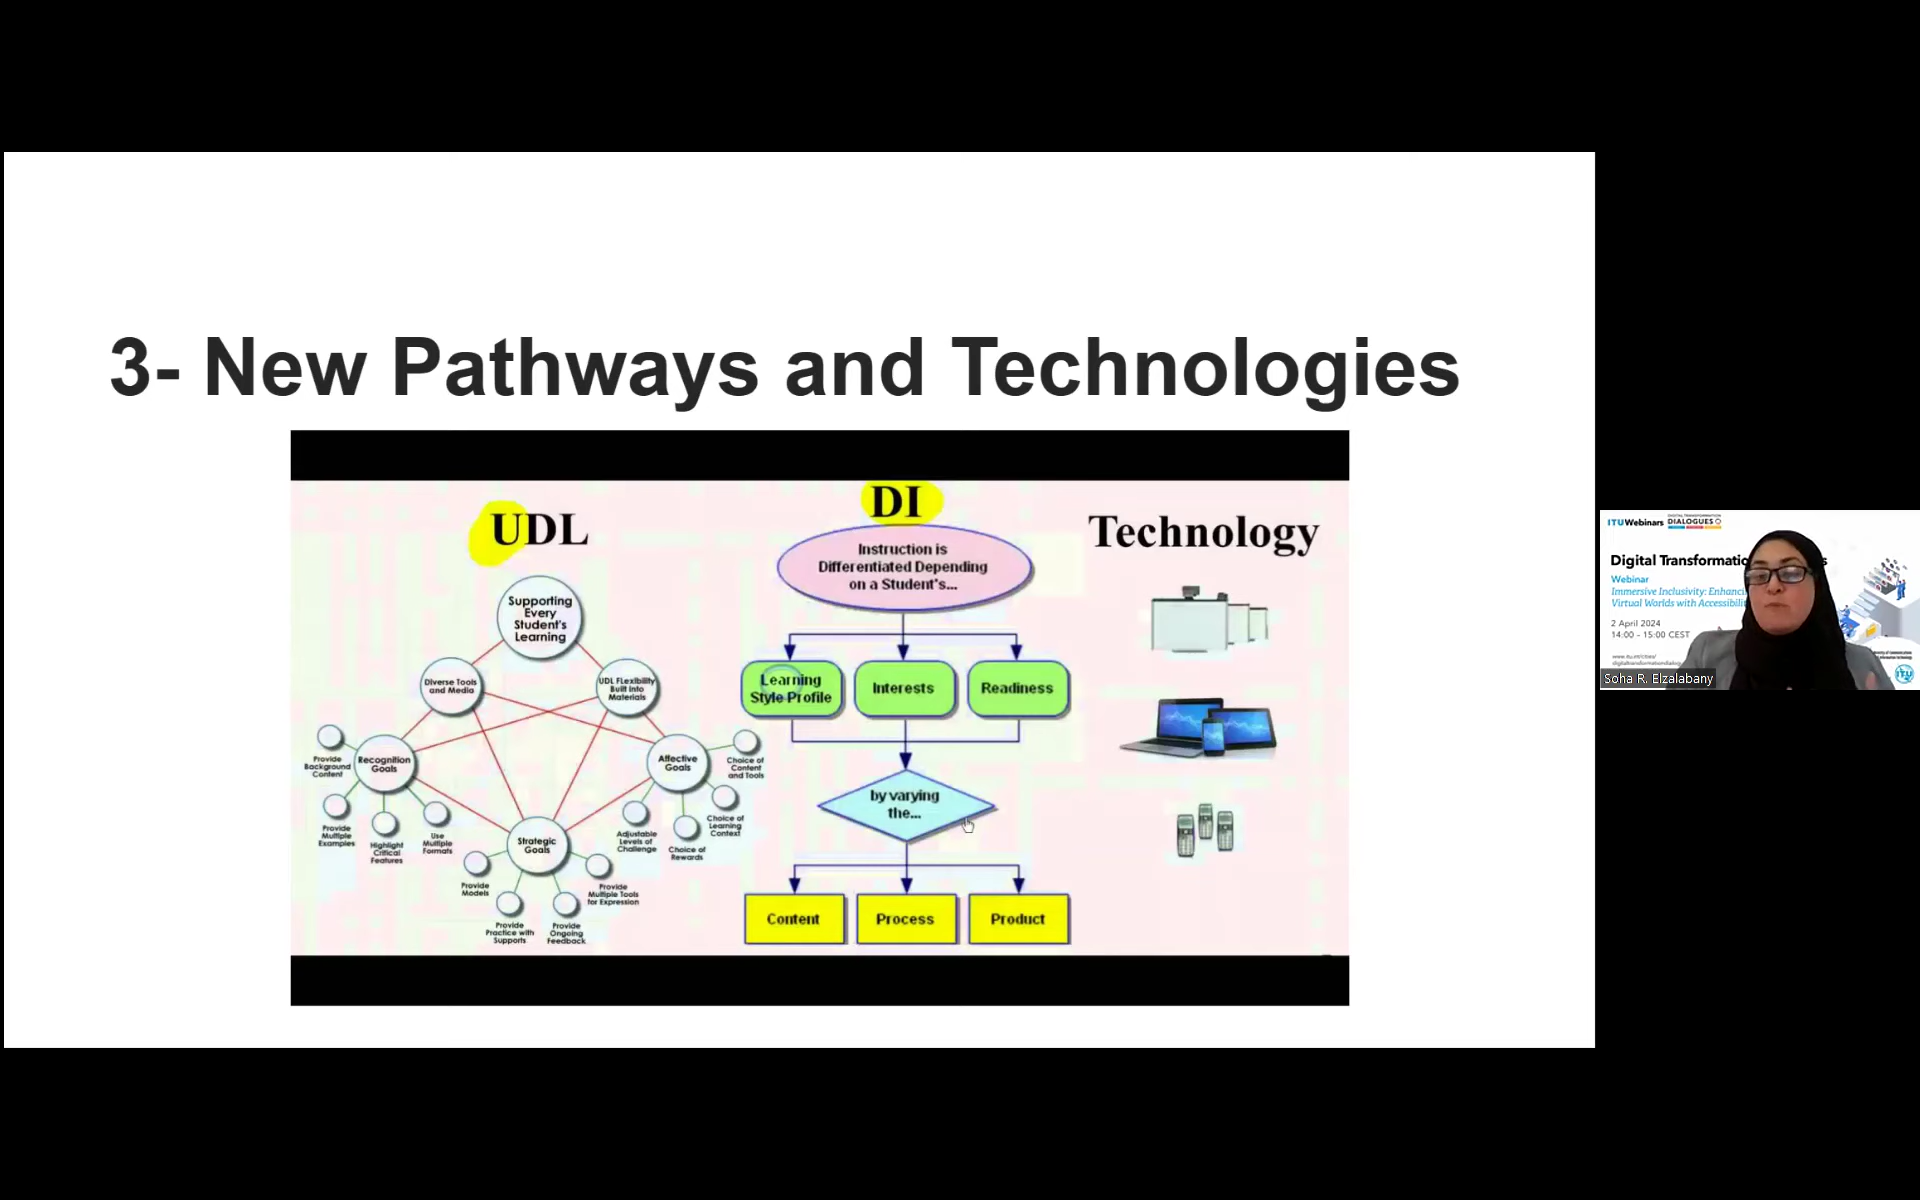 3- New Pathways and Technologies
UDL
Supporting
Every
Student's
Learning
Diverse Tools
and Media
UDL FLexibility
Built into
Materials
Recognition
Goals
Affective
Goals
Strategic
Goals
Provide
Background
Content
Provide
Multiple
Examples
Highlight
Critical
Features
Use
Multiple
Formats
Provide
Models
Provide
Practice with
Supports
Provide
Ongoing
Feedback
Provide
Multiple Tools
for Expression
Adjustable
Levels of
Challenge
Choice of
Rewards
Choice of
Learning
Context
Choice of
Content
and Tools
DI
Instruction is
Differentiated Depending
on a Student's...
Learning
Style Profile
Interests
Readiness
by varying
the...
Content
Process
Product
Technology
ITUWebinars
DIGITAL TRANSFORMATION
DIALOGUES
Digital Transformatio
Webinar
Immersive Inclusivity: Enhanci
Virtual Worlds with Accessibili
2 April 2024
14:00 - 15:00 CEST
Soha R. Elzalabany